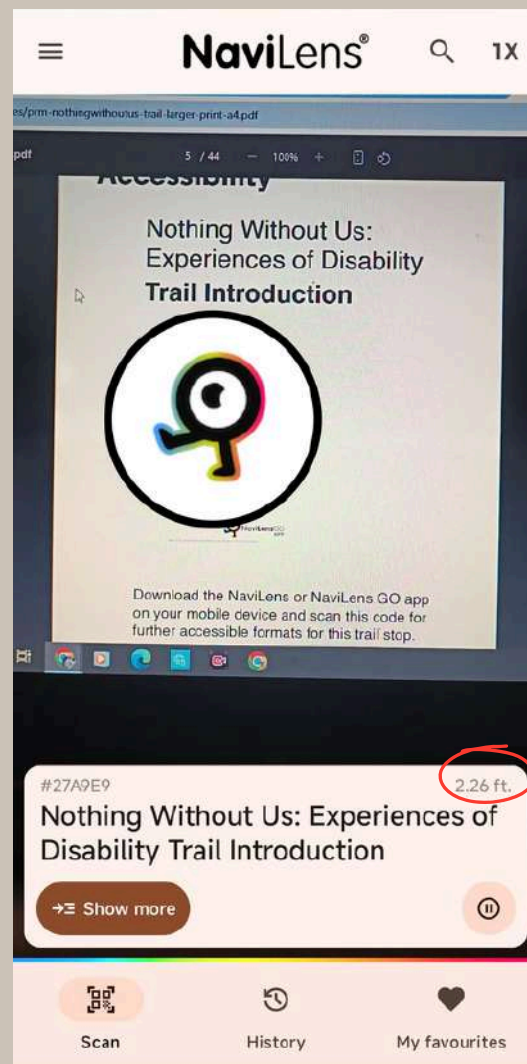 NaviLens®
1X
es/prm-nothingwithoutus-trail-larger-print-a4.pdf
pdf
5 / 44 — 100% +
Accessibility
Nothing Without Us:
Experiences of Disability
Trail Introduction
NaviLensGO
APP
Download the NaviLens or NaviLens GO app
on your mobile device and scan this code for
further accessible formats for this trail stop.
#27A9E9
2.26 ft.
Nothing Without Us: Experiences of
Disability Trail Introduction
Show more
Scan
History
My favourites